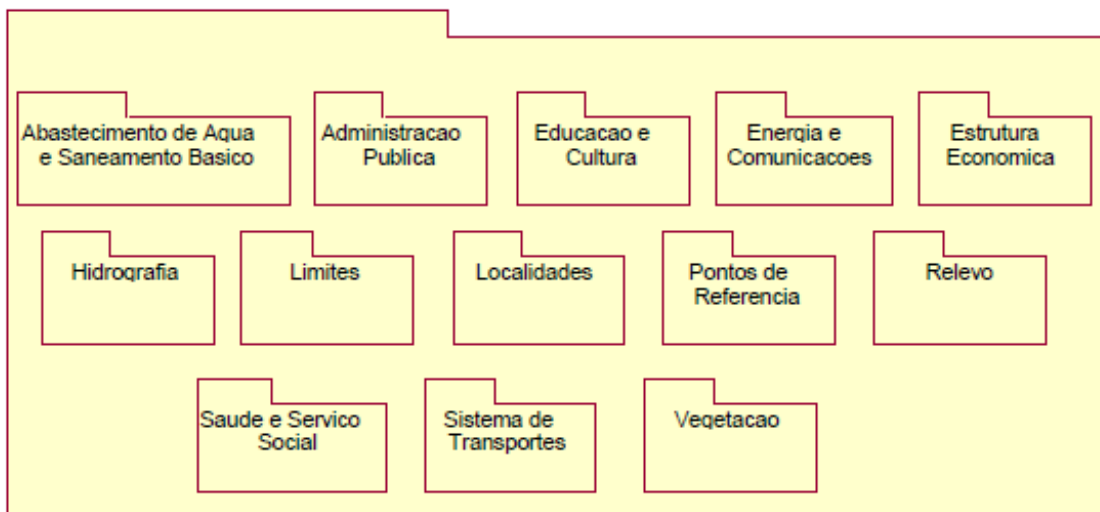 Abastecimento de Agua
e Saneamento Basico
Administracao
Publica
Educacao e
Cultura
Energia e
Comunicacoes
Estrutura
Economica
Hidrografia
Limites
Localidades
Pontos de
Referencia
Relevo
Saude e Servico
Social
Sistema de
Transportes
Vegetacao